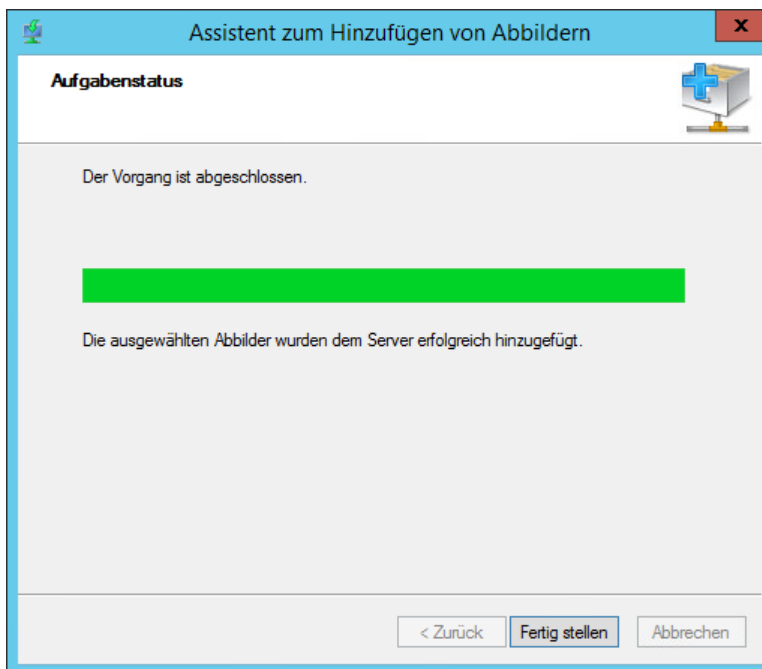 Assistent zum Hinzufügen von Abbildern
x
Aufgabenstatus
Der Vorgang ist abgeschlossen.
Die ausgewählten Abbilder wurden dem Server erfolgreich hinzugefügt.
< Zurück Fertig stellen Abbrechen